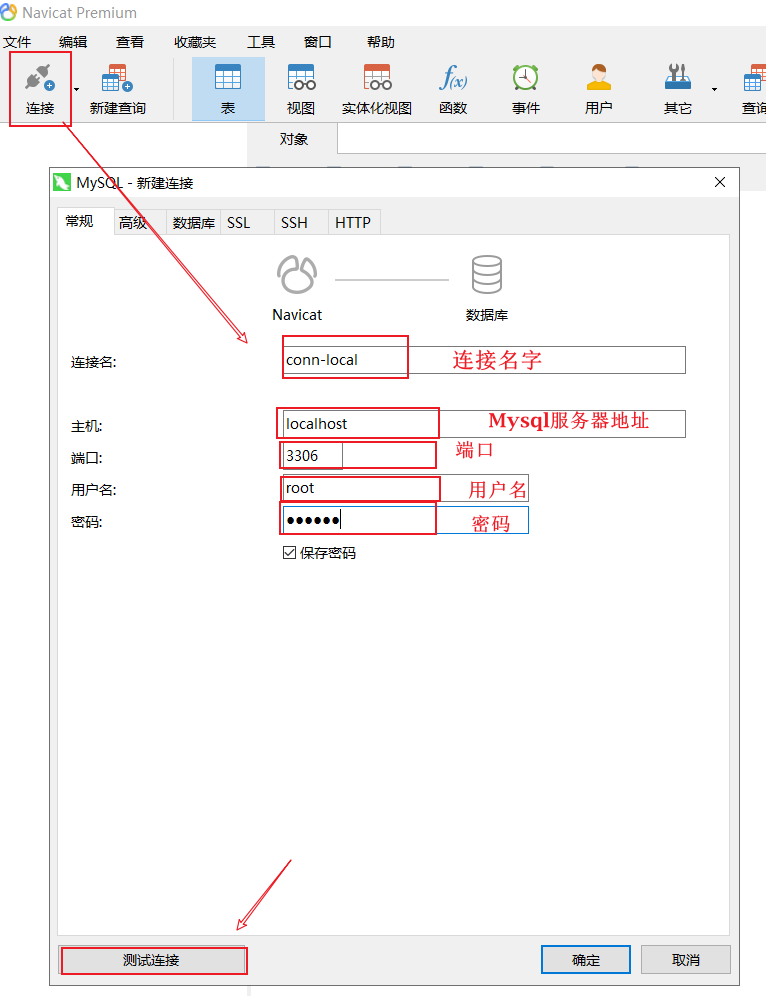 Navicat Premium
文件 编辑 查看 收藏夹 工具 窗口 帮助
连接 新建查询 表 视图 实体化视图 函数 事件 用户 其它 查询
对象
MySQL - 新建连接
常规 高级 数据库 SSL SSH HTTP
Navicat 数据库
连接名: conn-local 连接名字
主机: localhost Mysql服务器地址
端口: 3306 端口
用户名: root 用户名
密码: ●●●●●● 密码
保存密码
测试连接 确定 取消